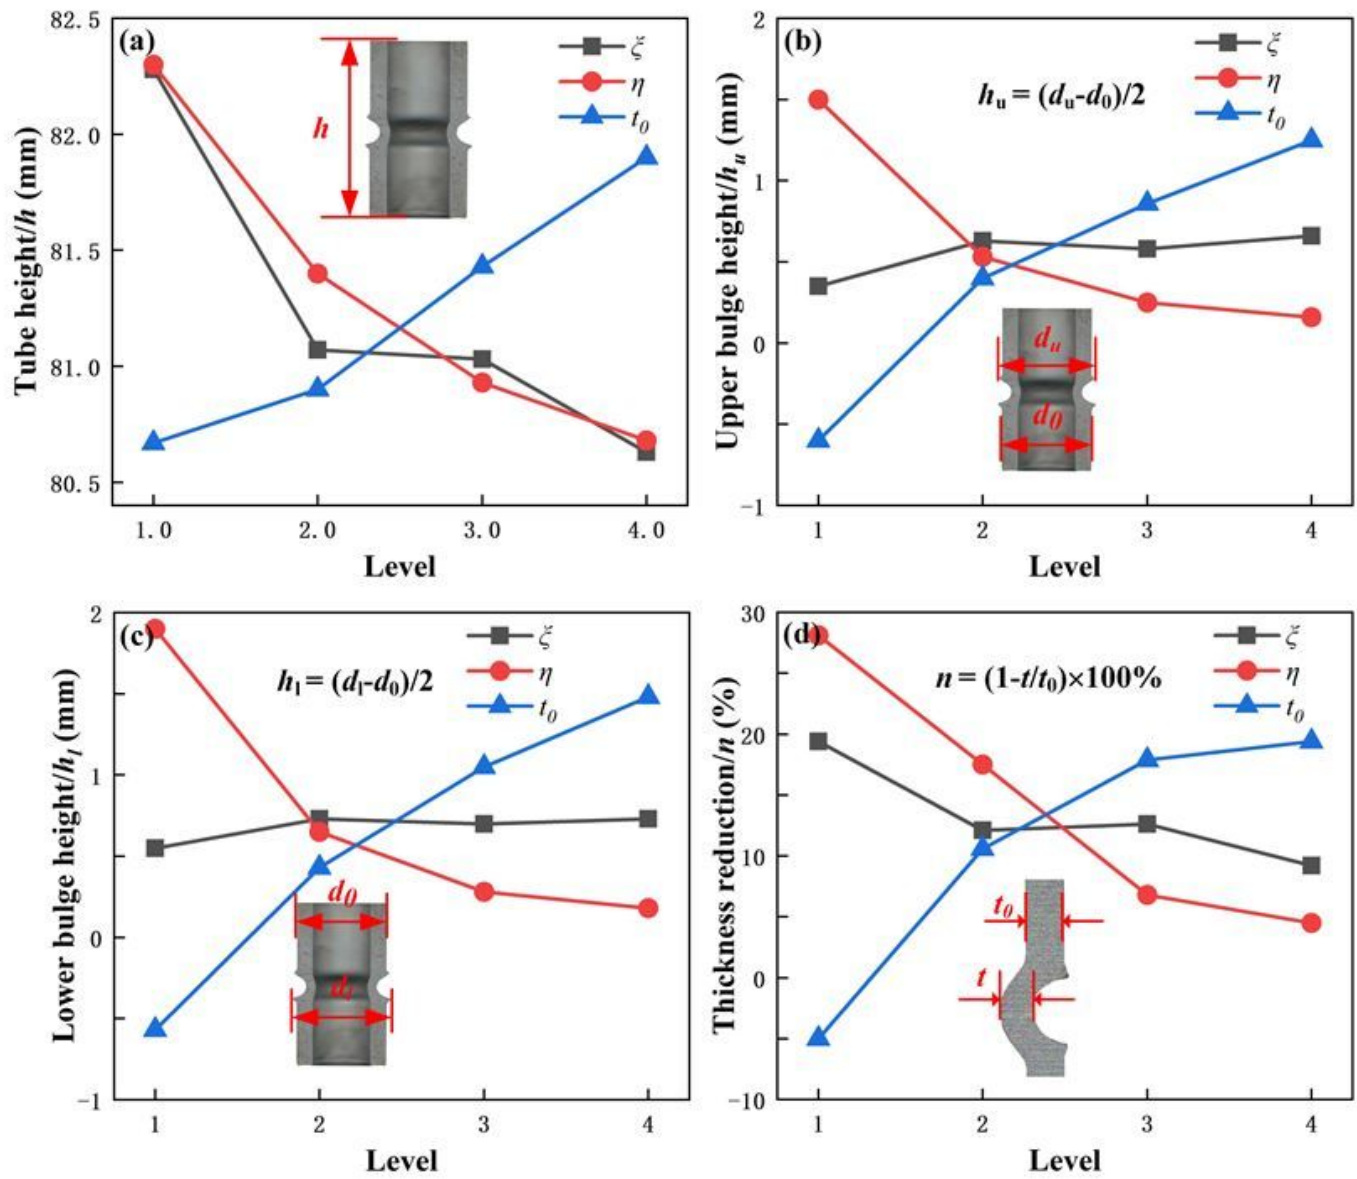 (a)
ξ
η
t₀
h
82.5
82.0
81.5
81.0
80.5
Tube height/h (mm)
1.0 2.0 3.0 4.0
Level
(b)
ξ
η
t₀
hᵤ = (dᵤ-d₀)/2
dᵤ
d₀
2
1
0
-1
Upper bulge height/hᵤ (mm)
1 2 3 4
Level
(c)
ξ
η
t₀
hₗ = (dₗ-d₀)/2
d₀
dₗ
2
1
0
-1
Lower bulge height/hₗ (mm)
1 2 3 4
Level
(d)
ξ
η
t₀
n = (1-t/t₀)×100%
t₀
t
30
20
10
0
-10
Thickness reduction/n (%)
1 2 3 4
Level